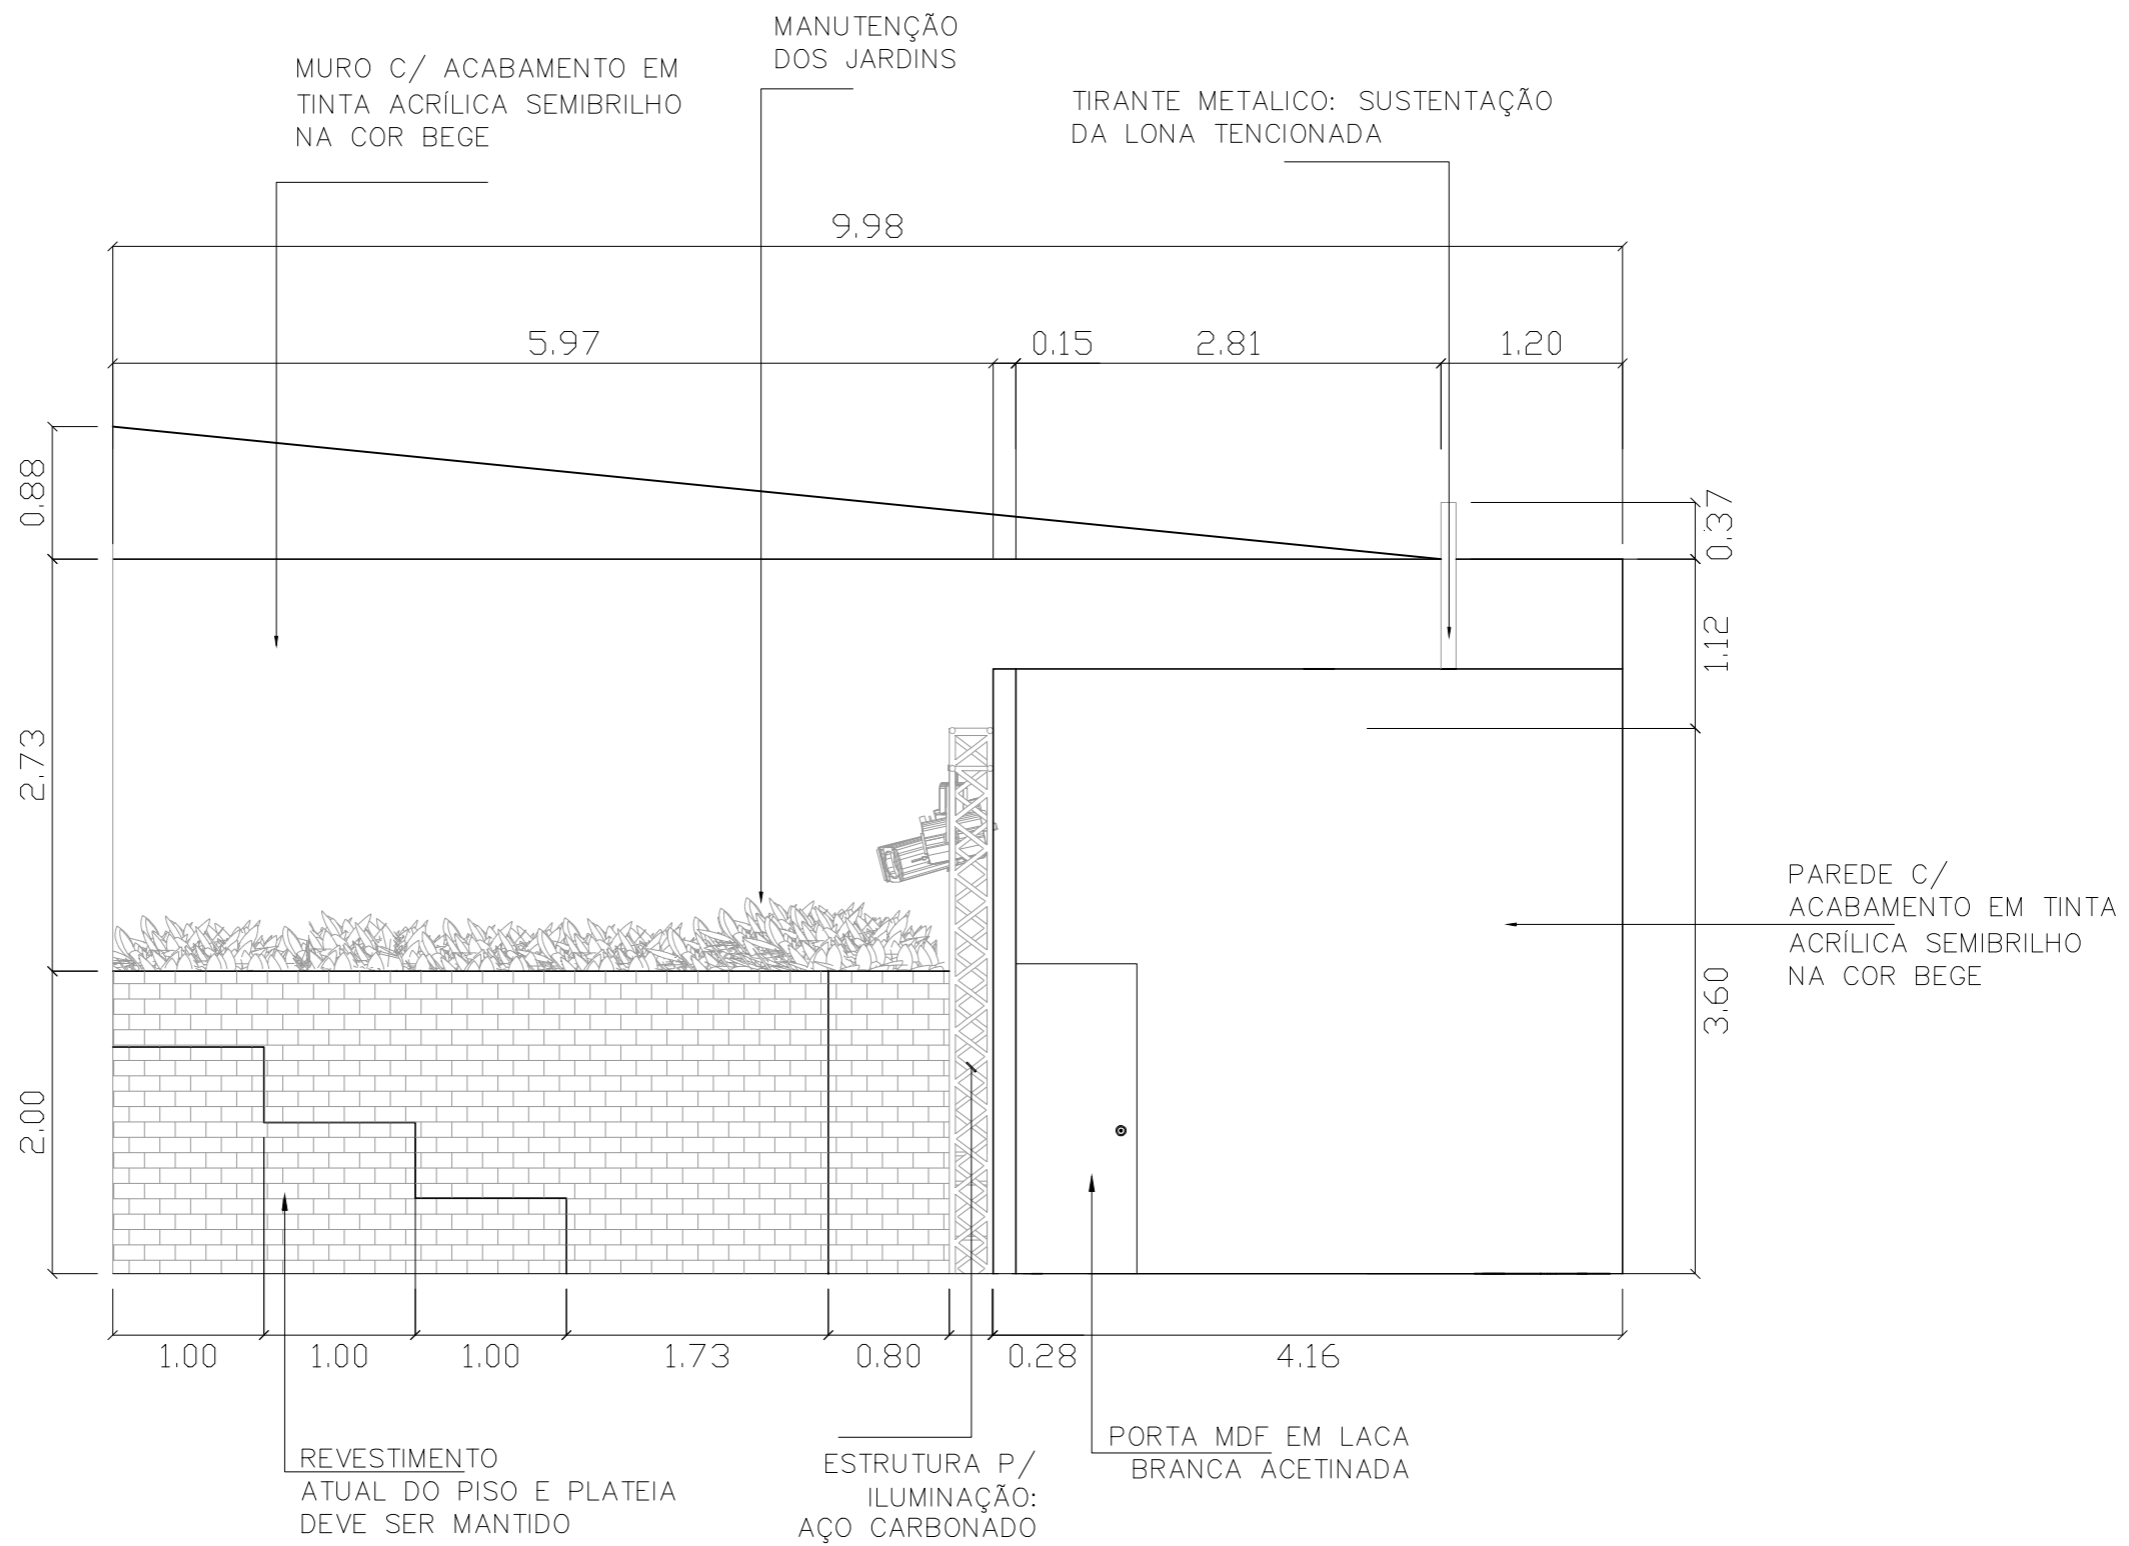 MANUTENÇÃO
DOS JARDINS
MURO C/ ACABAMENTO EM
TINTA ACRÍLICA SEMIBRILHO
NA COR BEGE
TIRANTE METALICO: SUSTENTAÇÃO
DA LONA TENCIONADA
9.98
5.97
0.15
2.81
1.20
0.88
2.73
2.00
0.37
1.12
3.60
PAREDE C/
ACABAMENTO EM TINTA
ACRÍLICA SEMIBRILHO
NA COR BEGE
1.00
1.00
1.00
1.73
0.80
0.28
4.16
REVESTIMENTO
ATUAL DO PISO E PLATEIA
DEVE SER MANTIDO
ESTRUTURA P/
ILUMINAÇÃO:
AÇO CARBONADO
PORTA MDF EM LACA
BRANCA ACETINADA